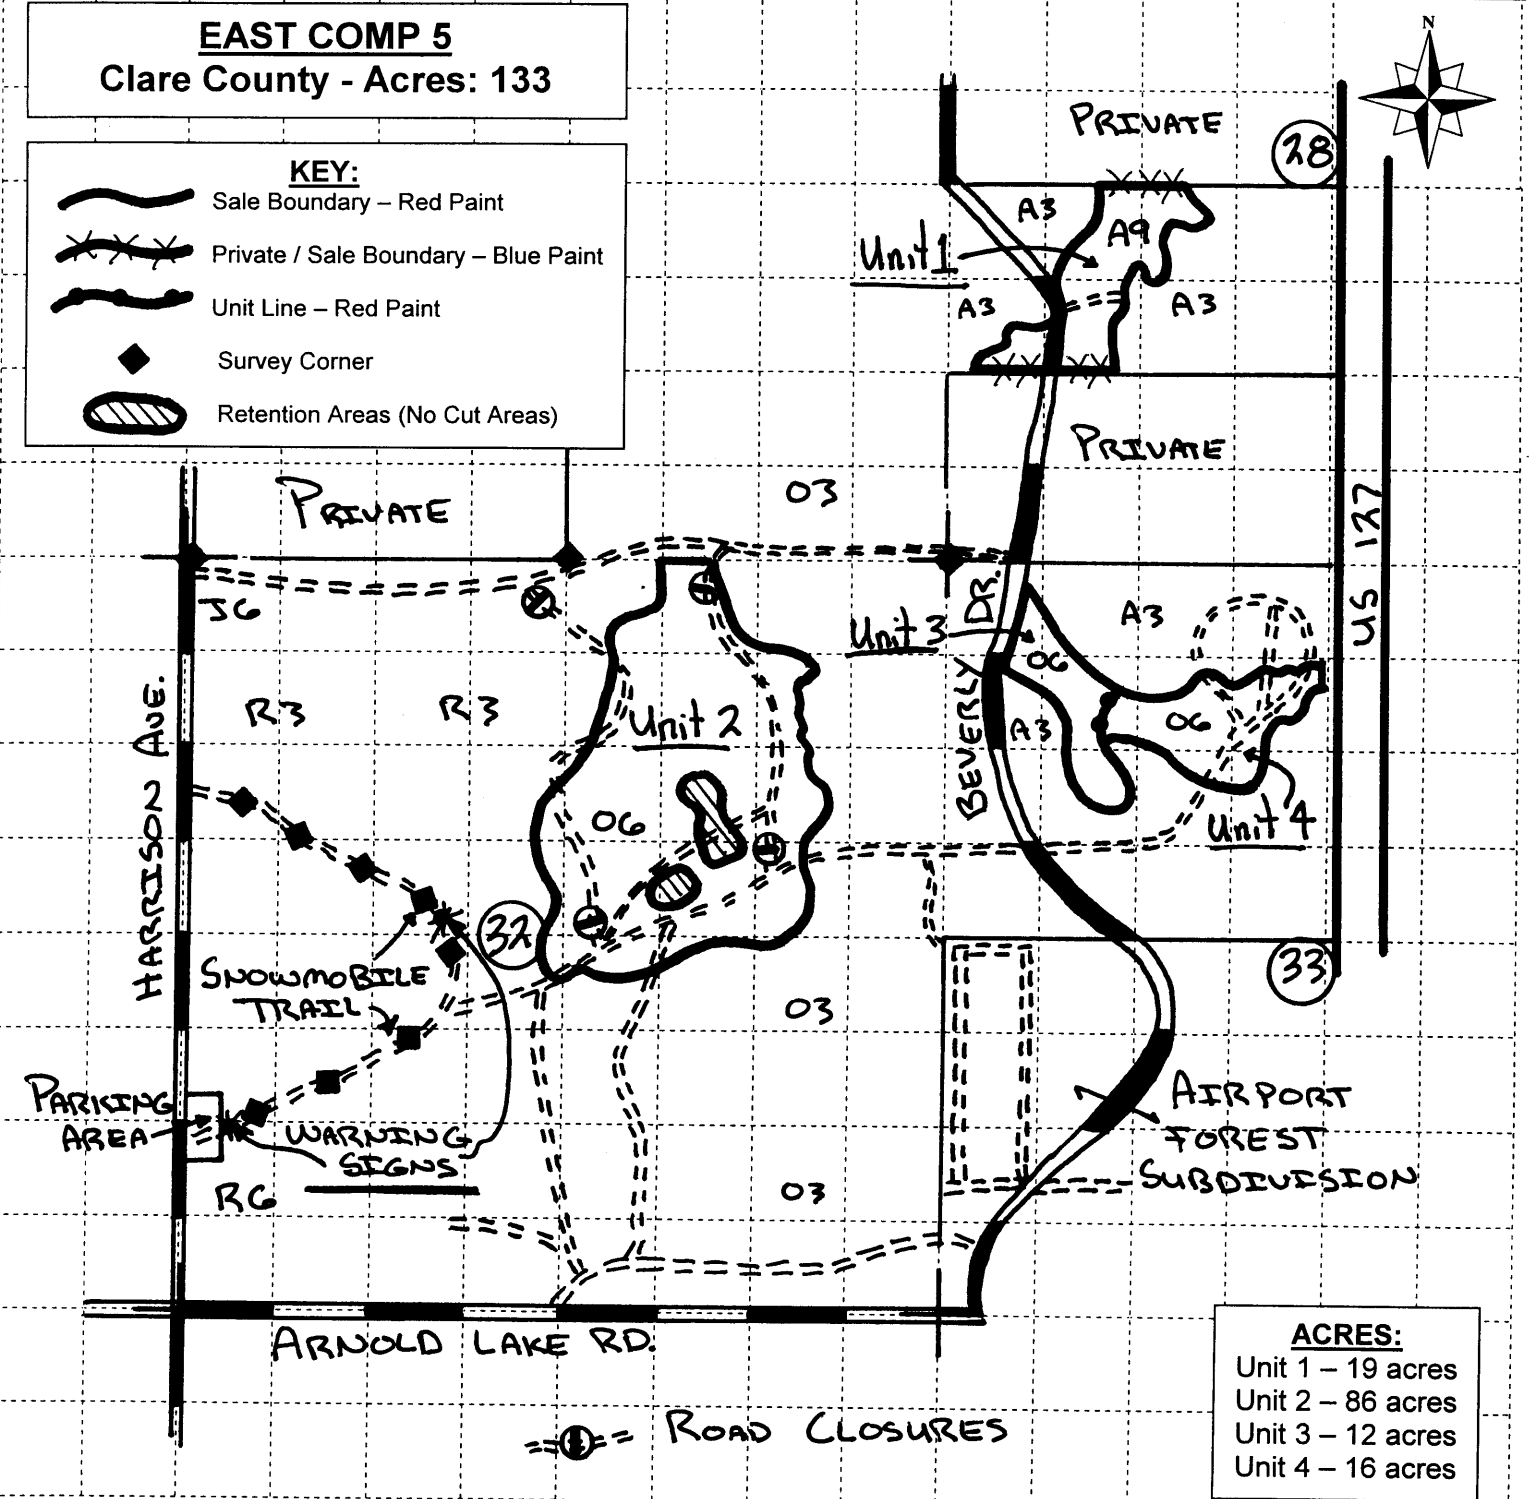 EAST COMP 5
Clare County - Acres: 133
KEY:
Sale Boundary – Red Paint
Private / Sale Boundary – Blue Paint
Unit Line – Red Paint
Survey Corner
Retention Areas (No Cut Areas)
N
PRIVATE
28
A3
A9
Unit 1
A3
A3
PRIVATE
US 127
PRIVATE
03
J6
DR.
A3
Unit 3
06
BEVERLY
R3
R3
Unit 2
06
A3
HARRISON AVE.
06
Unit 4
32
33
SNOWMOBILE
TRAIL
03
PARKING
AREA
WARNING
SIGNS
AIRPORT
FOREST
SUBDIVISION
R6
03
ARNOLD LAKE RD.
ROAD CLOSURES
ACRES:
Unit 1 – 19 acres
Unit 2 – 86 acres
Unit 3 – 12 acres
Unit 4 – 16 acres